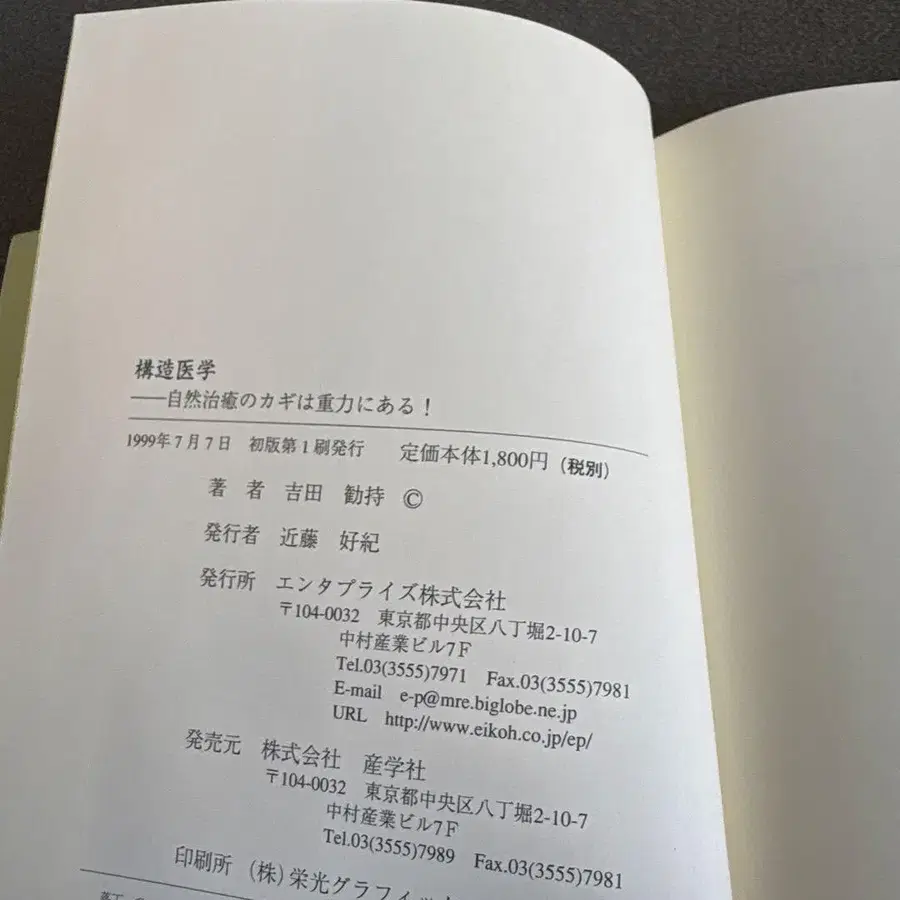 構造医学
——自然治癒のカギは重力にある！
1999年7月7日 初版第1刷発行 定価本体1,800円（税別）
著 者 吉田 勧持 ©
発行者 近藤 好紀
発行所 エンタプライズ株式会社
〒104-0032 東京都中央区八丁堀2-10-7
中村産業ビル7F
Tel.03(3555)7971 Fax.03(3555)7981
E-mail e-p@mre.biglobe.ne.jp
URL http://www.eikoh.co.jp/ep/
発売元 株式会社 産学社
〒104-0032 東京都中央区八丁堀2-10-7
中村産業ビル7F
Tel.03(3555)7989 Fax.03(3555)7981
印刷所 (株)栄光グラフィ